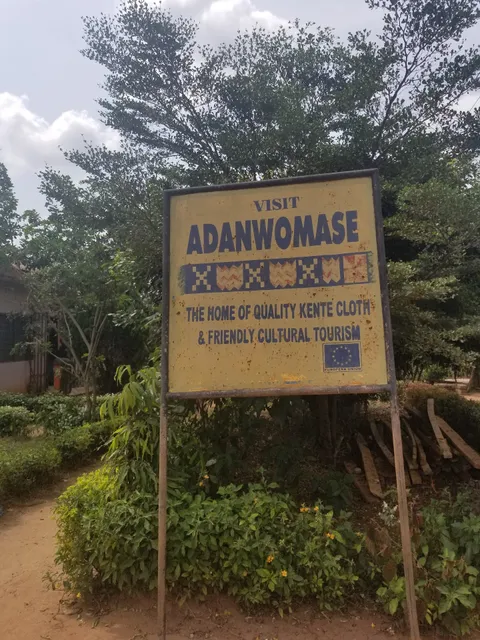 VISIT
ADANWOMASE
THE HOME OF QUALITY KENTE CLOTH
& FRIENDLY CULTURAL TOURISM